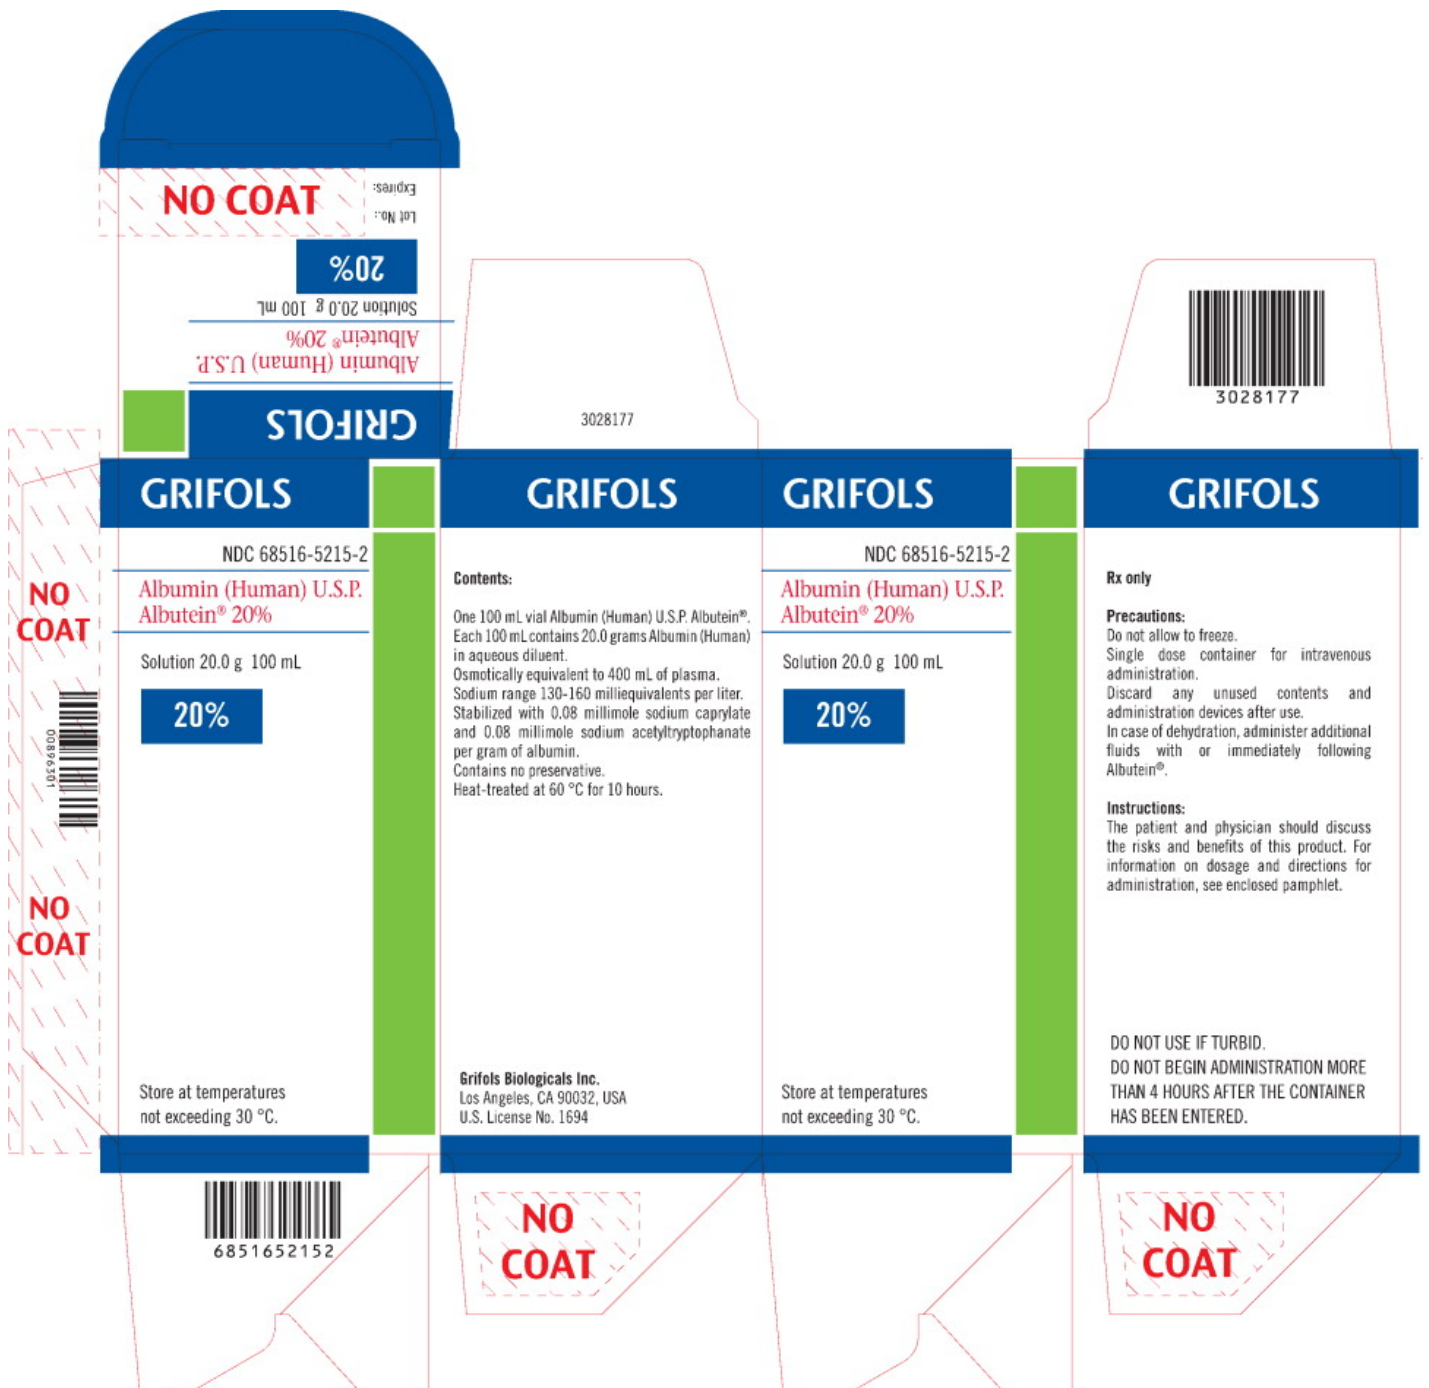 NO COAT
Expires:
Lot No.:
20%
Solution 20.0 g 100 mL
Albutein® 20%
Albumin (Human) U.S.P.
GRIFOLS
3028177
3028177
NO
COAT
00896301
NO
COAT
GRIFOLS
NDC 68516-5215-2
Albumin (Human) U.S.P.
Albutein® 20%
Solution 20.0 g 100 mL
20%
Store at temperatures
not exceeding 30 °C.
6851652152
GRIFOLS
Contents:
One 100 mL vial Albumin (Human) U.S.P. Albutein®.
Each 100 mL contains 20.0 grams Albumin (Human)
in aqueous diluent.
Osmotically equivalent to 400 mL of plasma.
Sodium range 130-160 milliequivalents per liter.
Stabilized with 0.08 millimole sodium caprylate
and 0.08 millimole sodium acetyltryptophanate
per gram of albumin.
Contains no preservative.
Heat-treated at 60 °C for 10 hours.
Grifols Biologicals Inc.
Los Angeles, CA 90032, USA
U.S. License No. 1694
NO
COAT
GRIFOLS
NDC 68516-5215-2
Albumin (Human) U.S.P.
Albutein® 20%
Solution 20.0 g 100 mL
20%
Store at temperatures
not exceeding 30 °C.
GRIFOLS
Rx only
Precautions:
Do not allow to freeze.
Single dose container for intravenous
administration.
Discard any unused contents and
administration devices after use.
In case of dehydration, administer additional
fluids with or immediately following
Albutein®.
Instructions:
The patient and physician should discuss
the risks and benefits of this product. For
information on dosage and directions for
administration, see enclosed pamphlet.
DO NOT USE IF TURBID.
DO NOT BEGIN ADMINISTRATION MORE
THAN 4 HOURS AFTER THE CONTAINER
HAS BEEN ENTERED.
NO
COAT